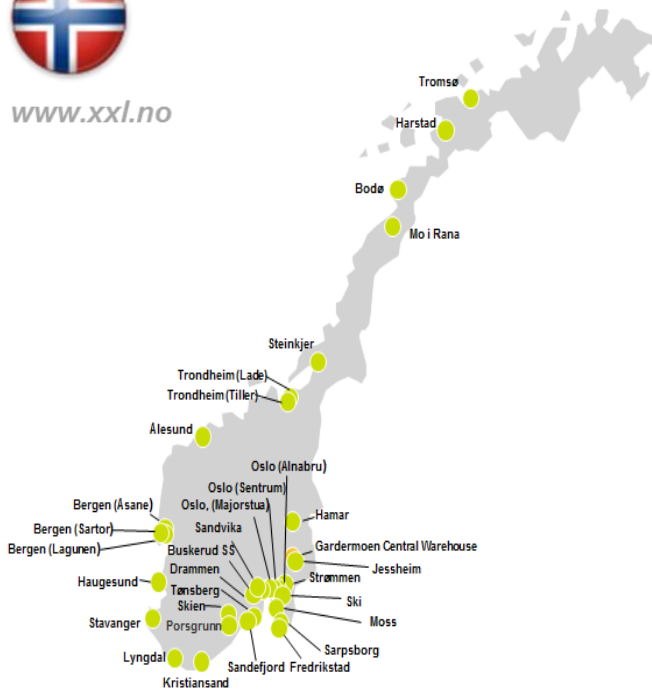 www.xxl.no
Tromsø
Harstad
Bodø
Mo i Rana
Steinkjer
Trondheim (Lade)
Trondheim (Tiller)
Ålesund
Oslo (Alnabru)
Oslo (Sentrum)
Oslo, (Majorstua)
Hamar
Bergen (Åsane)
Sandvika
Bergen (Sartor)
Gardermoen Central Warehouse
Bergen (Lagunen)
Buskerud SS
Jessheim
Drammen
Haugesund
Strømmen
Tønsberg
Ski
Skien
Stavanger
Moss
Porsgrunn
Sarpsborg
Lyngdal
Sandefjord
Fredrikstad
Kristiansand